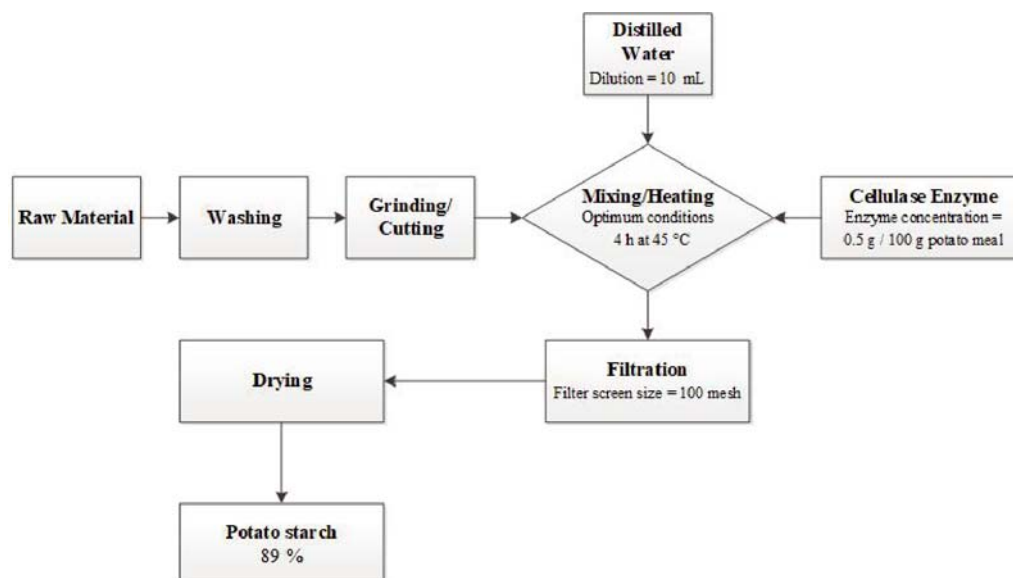 Distilled
Water
Dilution = 10 mL
Raw Material
Washing
Grinding/
Cutting
Mixing/Heating
Optimum conditions
4 h at 45 °C
Cellulase Enzyme
Enzyme concentration =
0.5 g / 100 g potato meal
Drying
Filtration
Filter screen size = 100 mesh
Potato starch
89 %